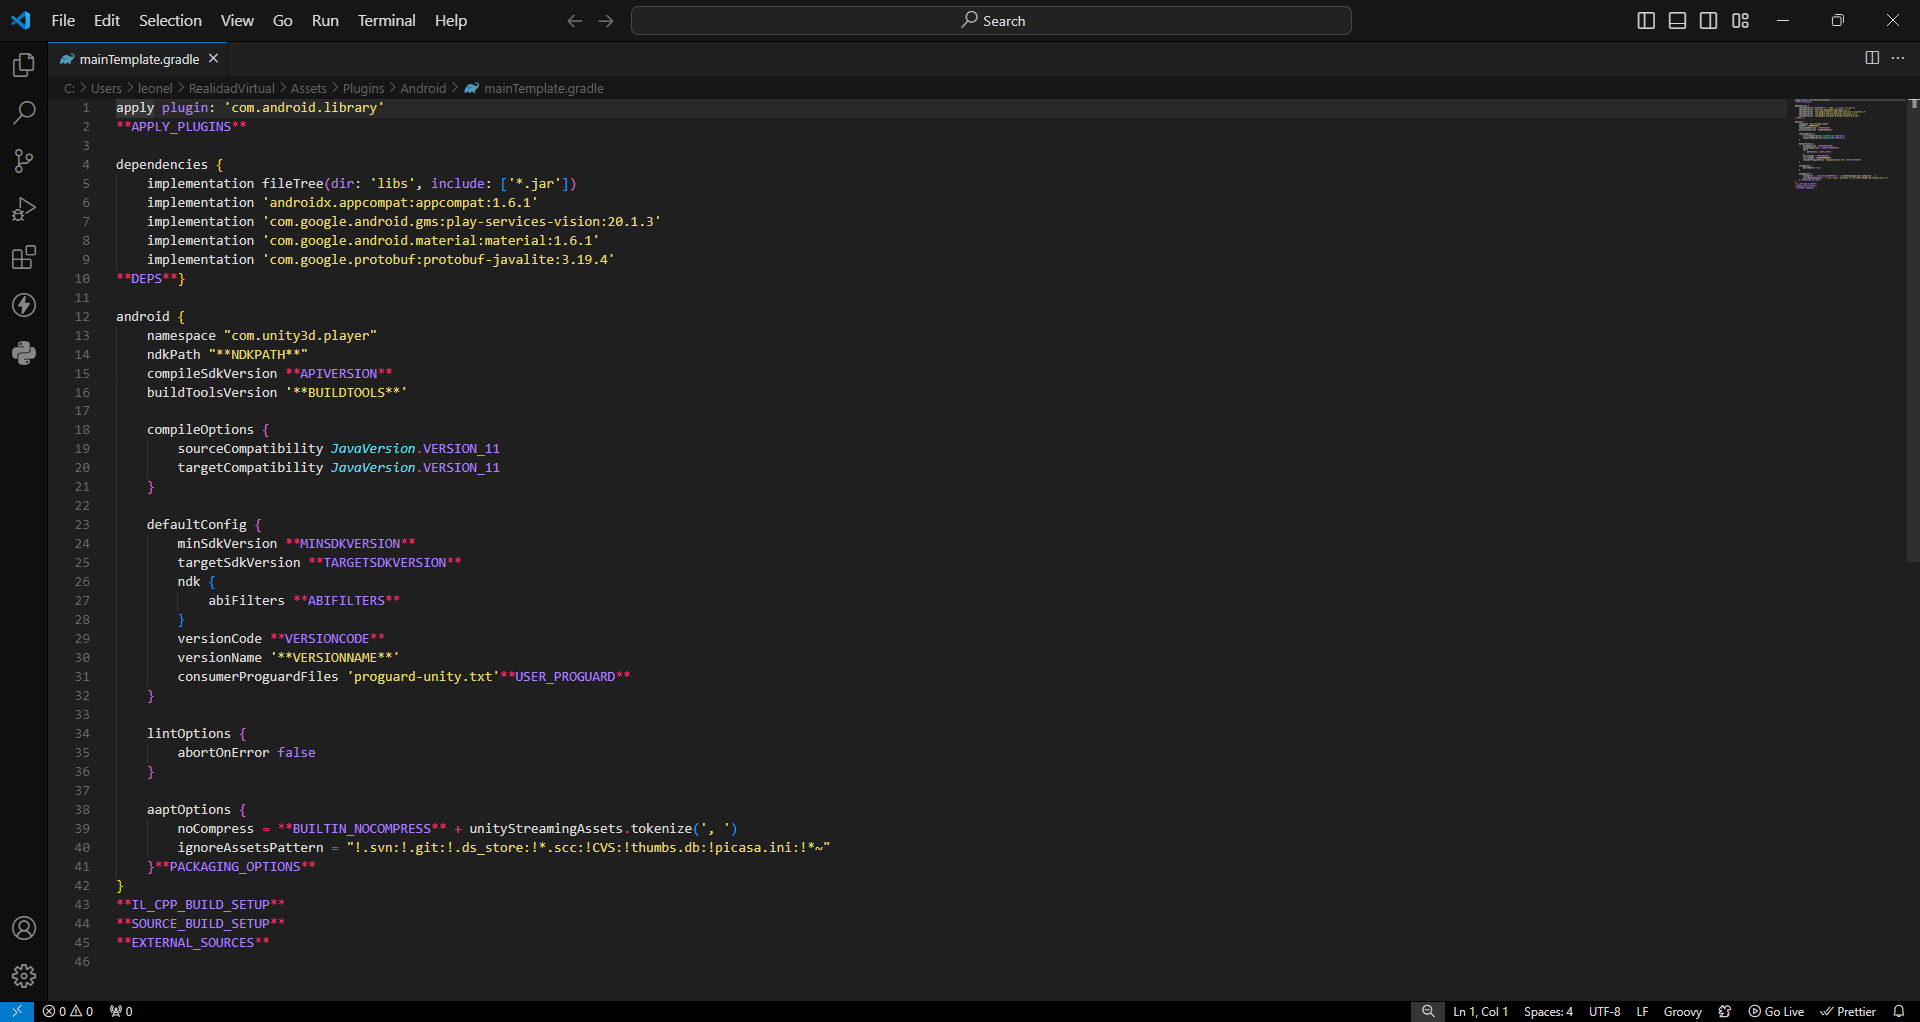 File Edit Selection View Go Run Terminal Help
Search
mainTemplate.gradle
C: > Users > leonel > RealidadVirtual > Assets > Plugins > Android > mainTemplate.gradle
1 apply plugin: 'com.android.library'
2 **APPLY_PLUGINS**
3
4 dependencies {
5     implementation fileTree(dir: 'libs', include: ['*.jar'])
6     implementation 'androidx.appcompat:appcompat:1.6.1'
7     implementation 'com.google.android.gms:play-services-vision:20.1.3'
8     implementation 'com.google.android.material:material:1.6.1'
9     implementation 'com.google.protobuf:protobuf-javalite:3.19.4'
10 **DEPS**}
11
12 android {
13     namespace "com.unity3d.player"
14     ndkPath "**NDKPATH**"
15     compileSdkVersion **APIVERSION**
16     buildToolsVersion '**BUILDTOOLS**'
17
18     compileOptions {
19         sourceCompatibility JavaVersion.VERSION_11
20         targetCompatibility JavaVersion.VERSION_11
21     }
22
23     defaultConfig {
24         minSdkVersion **MINSDKVERSION**
25         targetSdkVersion **TARGETSDKVERSION**
26         ndk {
27             abiFilters **ABIFILTERS**
28         }
29         versionCode **VERSIONCODE**
30         versionName '**VERSIONNAME**'
31         consumerProguardFiles 'proguard-unity.txt'**USER_PROGUARD**
32     }
33
34     lintOptions {
35         abortOnError false
36     }
37
38     aaptOptions {
39         noCompress = **BUILTIN_NOCOMPRESS** + unityStreamingAssets.tokenize(', ')
40         ignoreAssetsPattern = "!.svn:!.git:!.ds_store:!*.scc:!CVS:!thumbs.db:!picasa.ini:!*~"
41     }**PACKAGING_OPTIONS**
42 }
43 **IL_CPP_BUILD_SETUP**
44 **SOURCE_BUILD_SETUP**
45 **EXTERNAL_SOURCES**
46
0 0 0 Ln 1, Col 1 Spaces: 4 UTF-8 LF Groovy Go Live Prettier